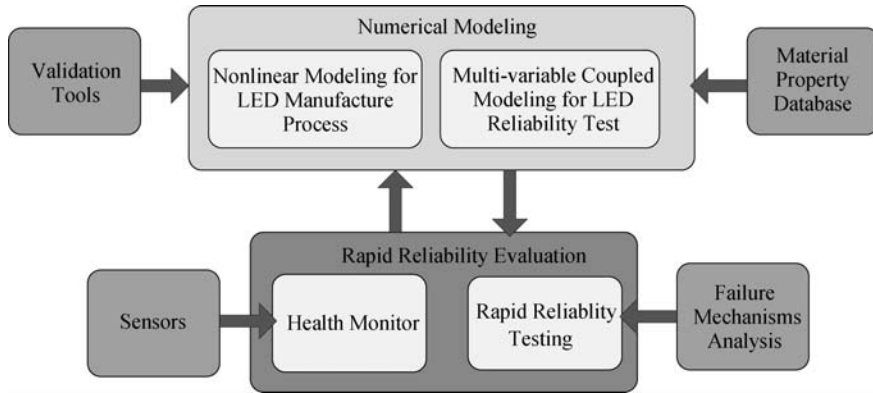 Numerical Modeling
Validation
Tools
Nonlinear Modeling for
LED Manufacture
Process
Multi-variable Coupled
Modeling for LED
Reliability Test
Material
Property
Database
Rapid Reliability Evaluation
Sensors
Health Monitor
Rapid Reliablity
Testing
Failure
Mechanisms
Analysis